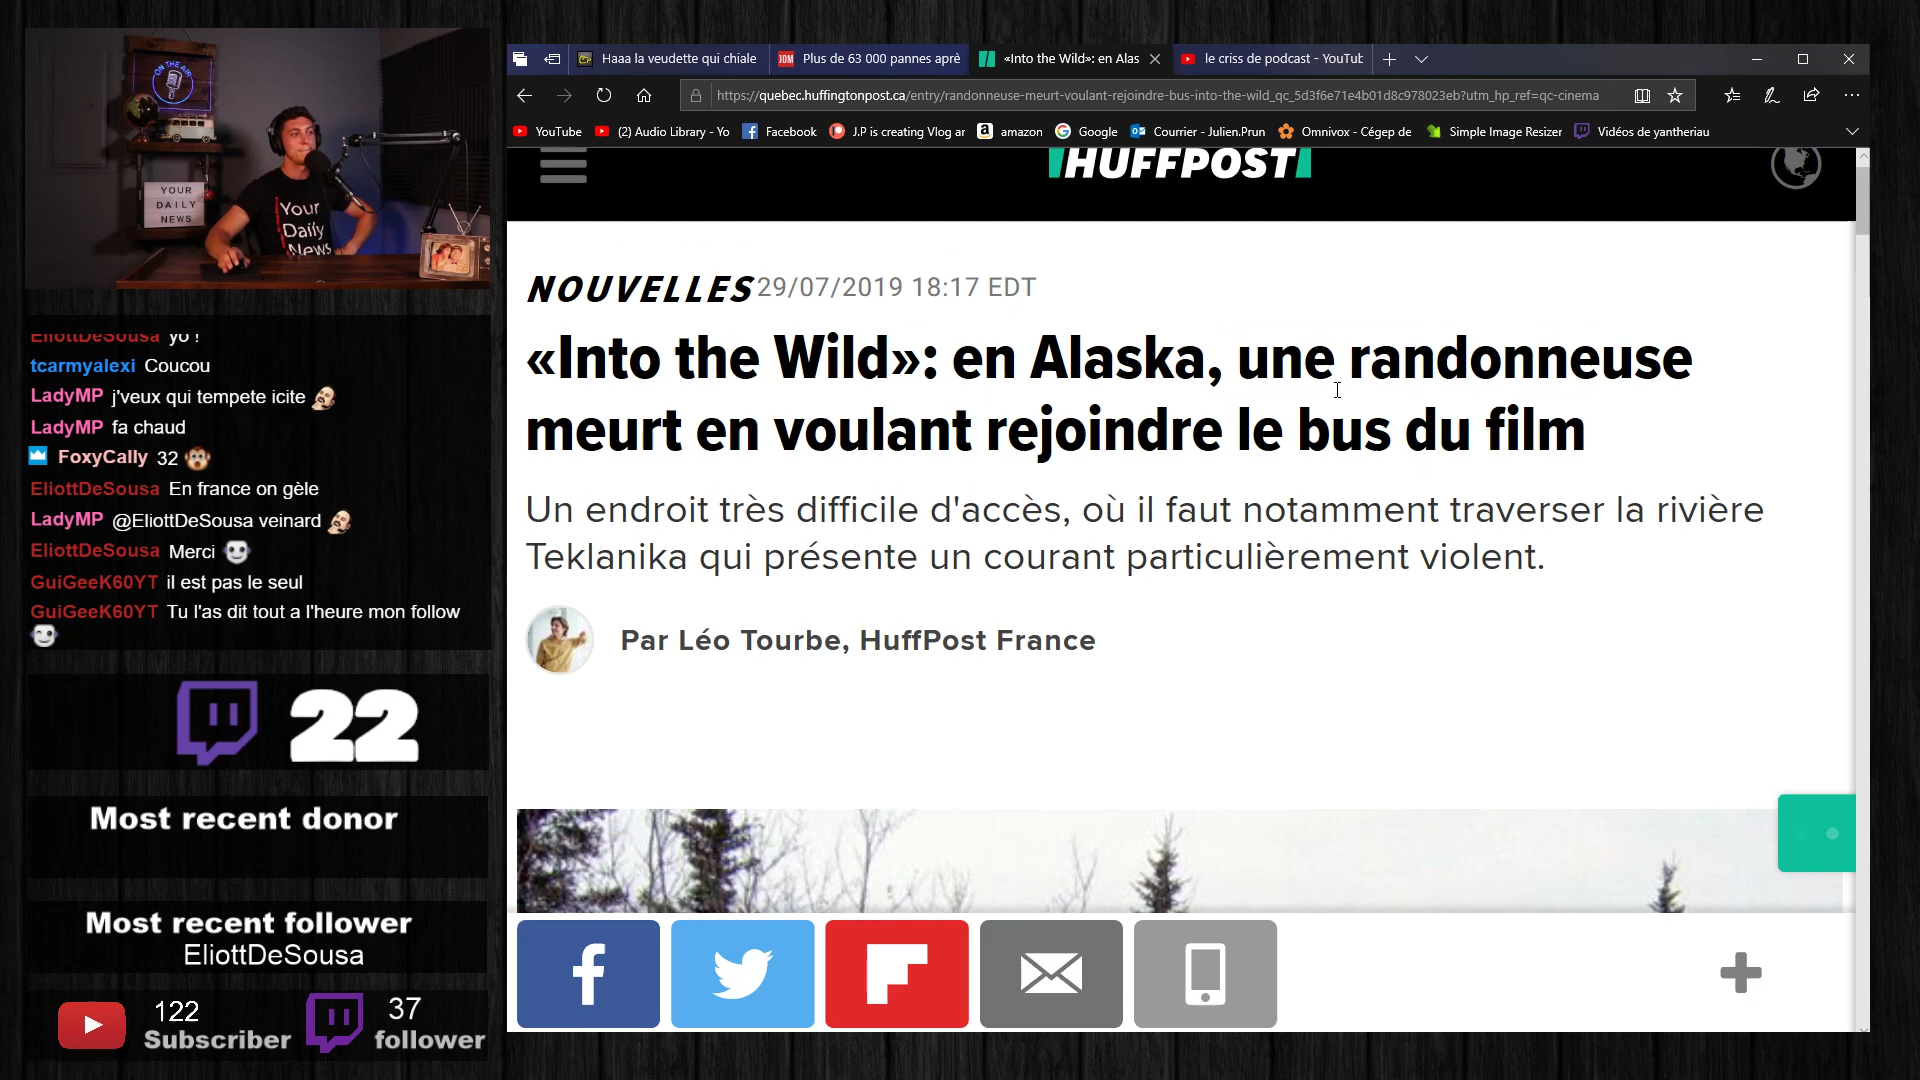 ON THE AIR
YOUR
DAILY
NEWS
Your
Daily
News
EliottDeSousa yo !
tcarmyalexi Coucou
LadyMP j'veux qui tempete icite
LadyMP fa chaud
FoxyCally 32
EliottDeSousa En france on gèle
LadyMP @EliottDeSousa veinard
EliottDeSousa Merci
GuiGeeK60YT il est pas le seul
GuiGeeK60YT Tu l'as dit tout a l'heure mon follow
22
Most recent donor
Most recent follower
EliottDeSousa
122
Subscriber
37
follower
Haaa la veudette qui chiale
JDM Plus de 63 000 pannes aprè
«Into the Wild»: en Alas
le criss de podcast - YouTub
https://quebec.huffingtonpost.ca/entry/randonneuse-meurt-voulant-rejoindre-bus-into-the-wild_qc_5d3f6e71e4b01d8c978023eb?utm_hp_ref=qc-cinema
YouTube
(2) Audio Library - Yo
Facebook
J.P is creating Vlog ar
amazon
Google
Courrier - Julien.Prun
Omnivox - Cégep de
Simple Image Resizer
Vidéos de yantheriau
HUFFPOST
NOUVELLES 29/07/2019 18:17 EDT
«Into the Wild»: en Alaska, une randonneuse
meurt en voulant rejoindre le bus du film
Un endroit très difficile d'accès, où il faut notamment traverser la rivière
Teklanika qui présente un courant particulièrement violent.
Par Léo Tourbe, HuffPost France